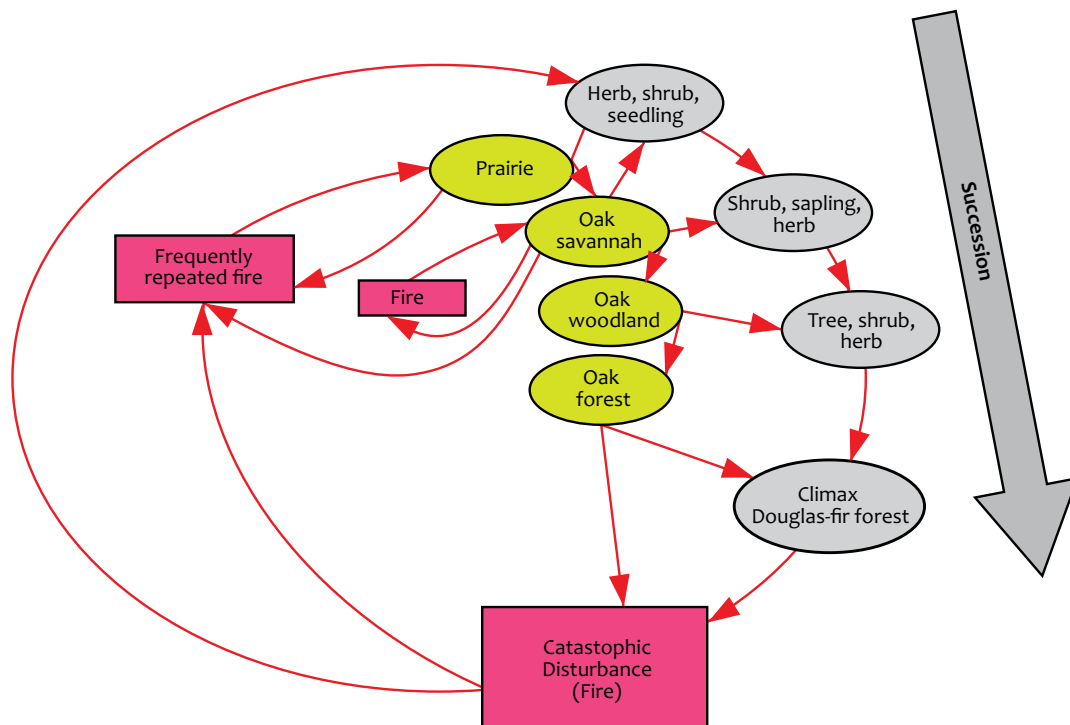 Herb, shrub,
seedling
Prairie
Shrub, sapling,
herb
Succession
Oak
savannah
Frequently
repeated fire
Fire
Oak
woodland
Tree, shrub,
herb
Oak
forest
Climax
Douglas-fir forest
Catastophic
Disturbance
(Fire)